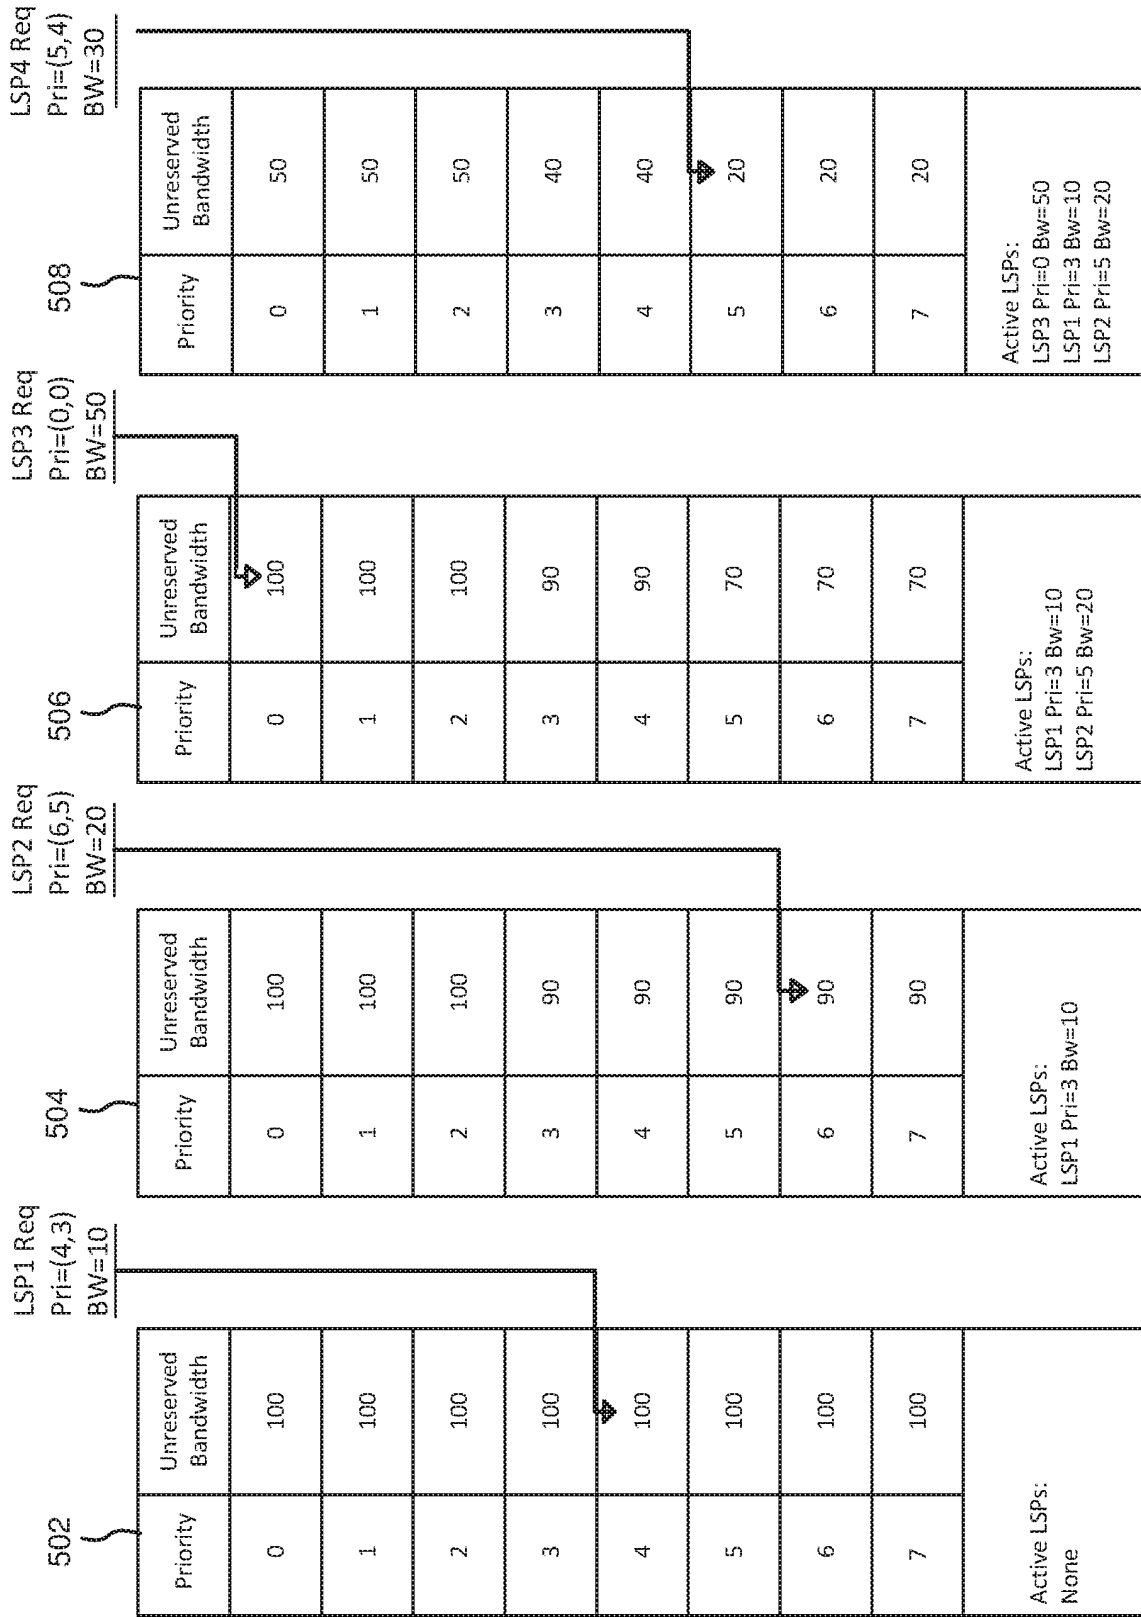 502
Priority Unreserved
Bandwidth
0 100
1 100
2 100
3 100
4 100
5 100
6 100
7 100
Active LSPs:
None
LSP1 Req
Pri=(4,3)
BW=10
504
Priority Unreserved
Bandwidth
0 100
1 100
2 100
3 90
4 90
5 90
6 90
7 90
Active LSPs:
LSP1 Pri=3 Bw=10
LSP2 Req
Pri=(6,5)
BW=20
506
Priority Unreserved
Bandwidth
0 100
1 100
2 100
3 90
4 90
5 70
6 70
7 70
Active LSPs:
LSP1 Pri=3 Bw=10
LSP2 Pri=5 Bw=20
LSP3 Req
Pri=(0,0)
BW=50
508
Priority Unreserved
Bandwidth
0 50
1 50
2 50
3 40
4 40
5 20
6 20
7 20
Active LSPs:
LSP3 Pri=0 Bw=50
LSP1 Pri=3 Bw=10
LSP2 Pri=5 Bw=20
LSP4 Req
Pri=(5,4)
BW=30